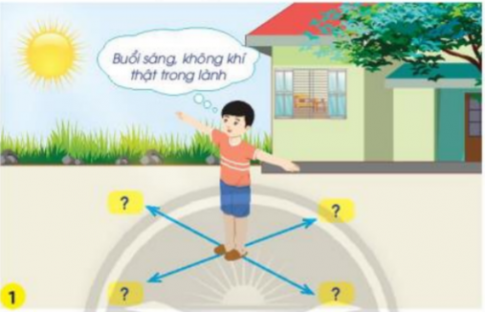 Buổi sáng, không khí
thật trong lành
?
?
?
?
1